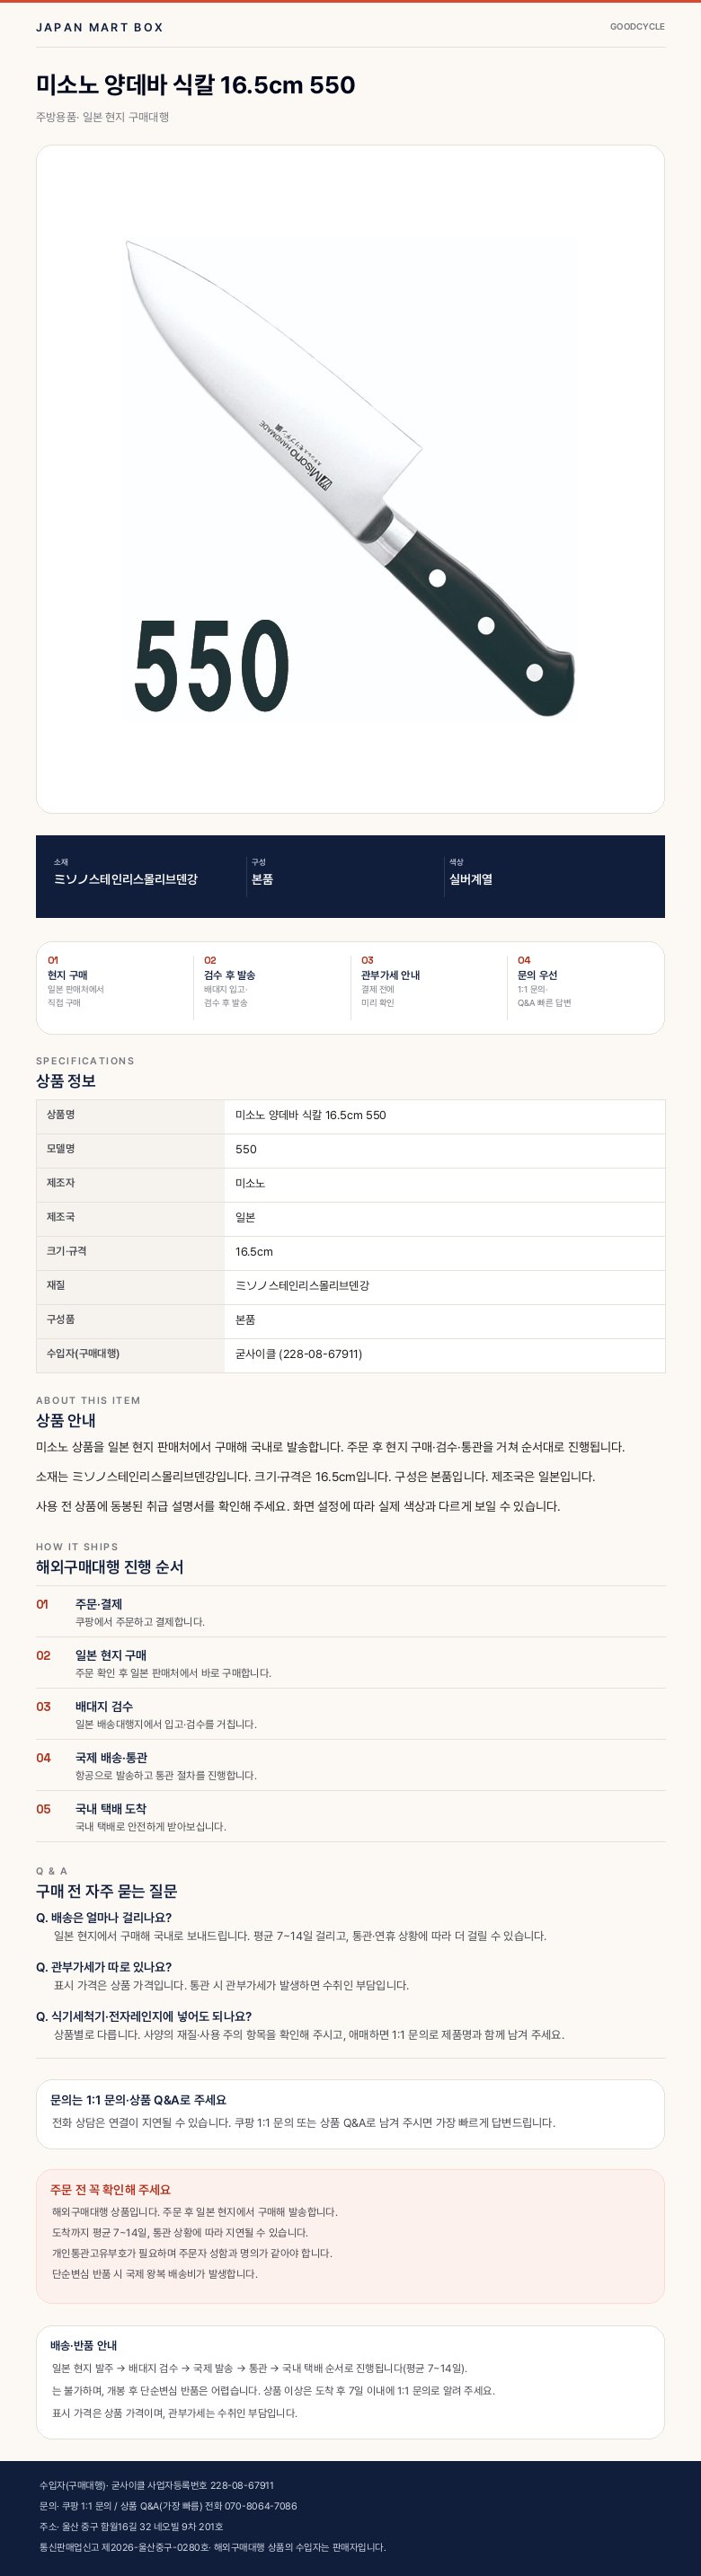 JAPAN MART BOX
GOODCYCLE
미소노 양데바 식칼 16.5cm 550
주방용품· 일본 현지 구매대행
Misono HANDMADE
550
소재
ミソノ스테인리스몰리브덴강
구성
본품
색상
실버계열
01
현지 구매
일본 판매처에서
직접 구매
02
검수 후 발송
배대지 입고·
검수 후 발송
03
관부가세 안내
결제 전에
미리 확인
04
문의 우선
1:1 문의·
Q&A 빠른 답변
SPECIFICATIONS
상품 정보
상품명 미소노 양데바 식칼 16.5cm 550
모델명 550
제조자 미소노
제조국 일본
크기·규격 16.5cm
재질 ミソノ스테인리스몰리브덴강
구성품 본품
수입자(구매대행) 굳사이클 (228-08-67911)
ABOUT THIS ITEM
상품 안내
미소노 상품을 일본 현지 판매처에서 구매해 국내로 발송합니다. 주문 후 현지 구매·검수·통관을 거쳐 순서대로 진행됩니다.
소재는 ミソノ스테인리스몰리브덴강입니다. 크기·규격은 16.5cm입니다. 구성은 본품입니다. 제조국은 일본입니다.
사용 전 상품에 동봉된 취급 설명서를 확인해 주세요. 화면 설정에 따라 실제 색상과 다르게 보일 수 있습니다.
HOW IT SHIPS
해외구매대행 진행 순서
01 주문·결제
쿠팡에서 주문하고 결제합니다.
02 일본 현지 구매
주문 확인 후 일본 판매처에서 바로 구매합니다.
03 배대지 검수
일본 배송대행지에서 입고·검수를 거칩니다.
04 국제 배송·통관
항공으로 발송하고 통관 절차를 진행합니다.
05 국내 택배 도착
국내 택배로 안전하게 받아보십니다.
Q & A
구매 전 자주 묻는 질문
Q. 배송은 얼마나 걸리나요?
일본 현지에서 구매해 국내로 보내드립니다. 평균 7~14일 걸리고, 통관·연휴 상황에 따라 더 걸릴 수 있습니다.
Q. 관부가세가 따로 있나요?
표시 가격은 상품 가격입니다. 통관 시 관부가세가 발생하면 수취인 부담입니다.
Q. 식기세척기·전자레인지에 넣어도 되나요?
상품별로 다릅니다. 사양의 재질·사용 주의 항목을 확인해 주시고, 애매하면 1:1 문의로 제품명과 함께 남겨 주세요.
문의는 1:1 문의·상품 Q&A로 주세요
전화 상담은 연결이 지연될 수 있습니다. 쿠팡 1:1 문의 또는 상품 Q&A로 남겨 주시면 가장 빠르게 답변드립니다.
주문 전 꼭 확인해 주세요
해외구매대행 상품입니다. 주문 후 일본 현지에서 구매해 발송합니다.
도착까지 평균 7~14일, 통관 상황에 따라 지연될 수 있습니다.
개인통관고유부호가 필요하며 주문자 성함과 명의가 같아야 합니다.
단순변심 반품 시 국제 왕복 배송비가 발생합니다.
배송·반품 안내
일본 현지 발주 → 배대지 검수 → 국제 발송 → 통관 → 국내 택배 순서로 진행됩니다(평균 7~14일).
는 불가하며, 개봉 후 단순변심 반품은 어렵습니다. 상품 이상은 도착 후 7일 이내에 1:1 문의로 알려 주세요.
표시 가격은 상품 가격이며, 관부가세는 수취인 부담입니다.
수입자(구매대행)· 굳사이클 사업자등록번호 228-08-67911
문의· 쿠팡 1:1 문의 / 상품 Q&A(가장 빠름) 전화 070-8064-7086
주소· 울산 중구 함월16길 32 네오빌 9차 201호
통신판매업신고 제2026-울산중구-0280호· 해외구매대행 상품의 수입자는 판매자입니다.